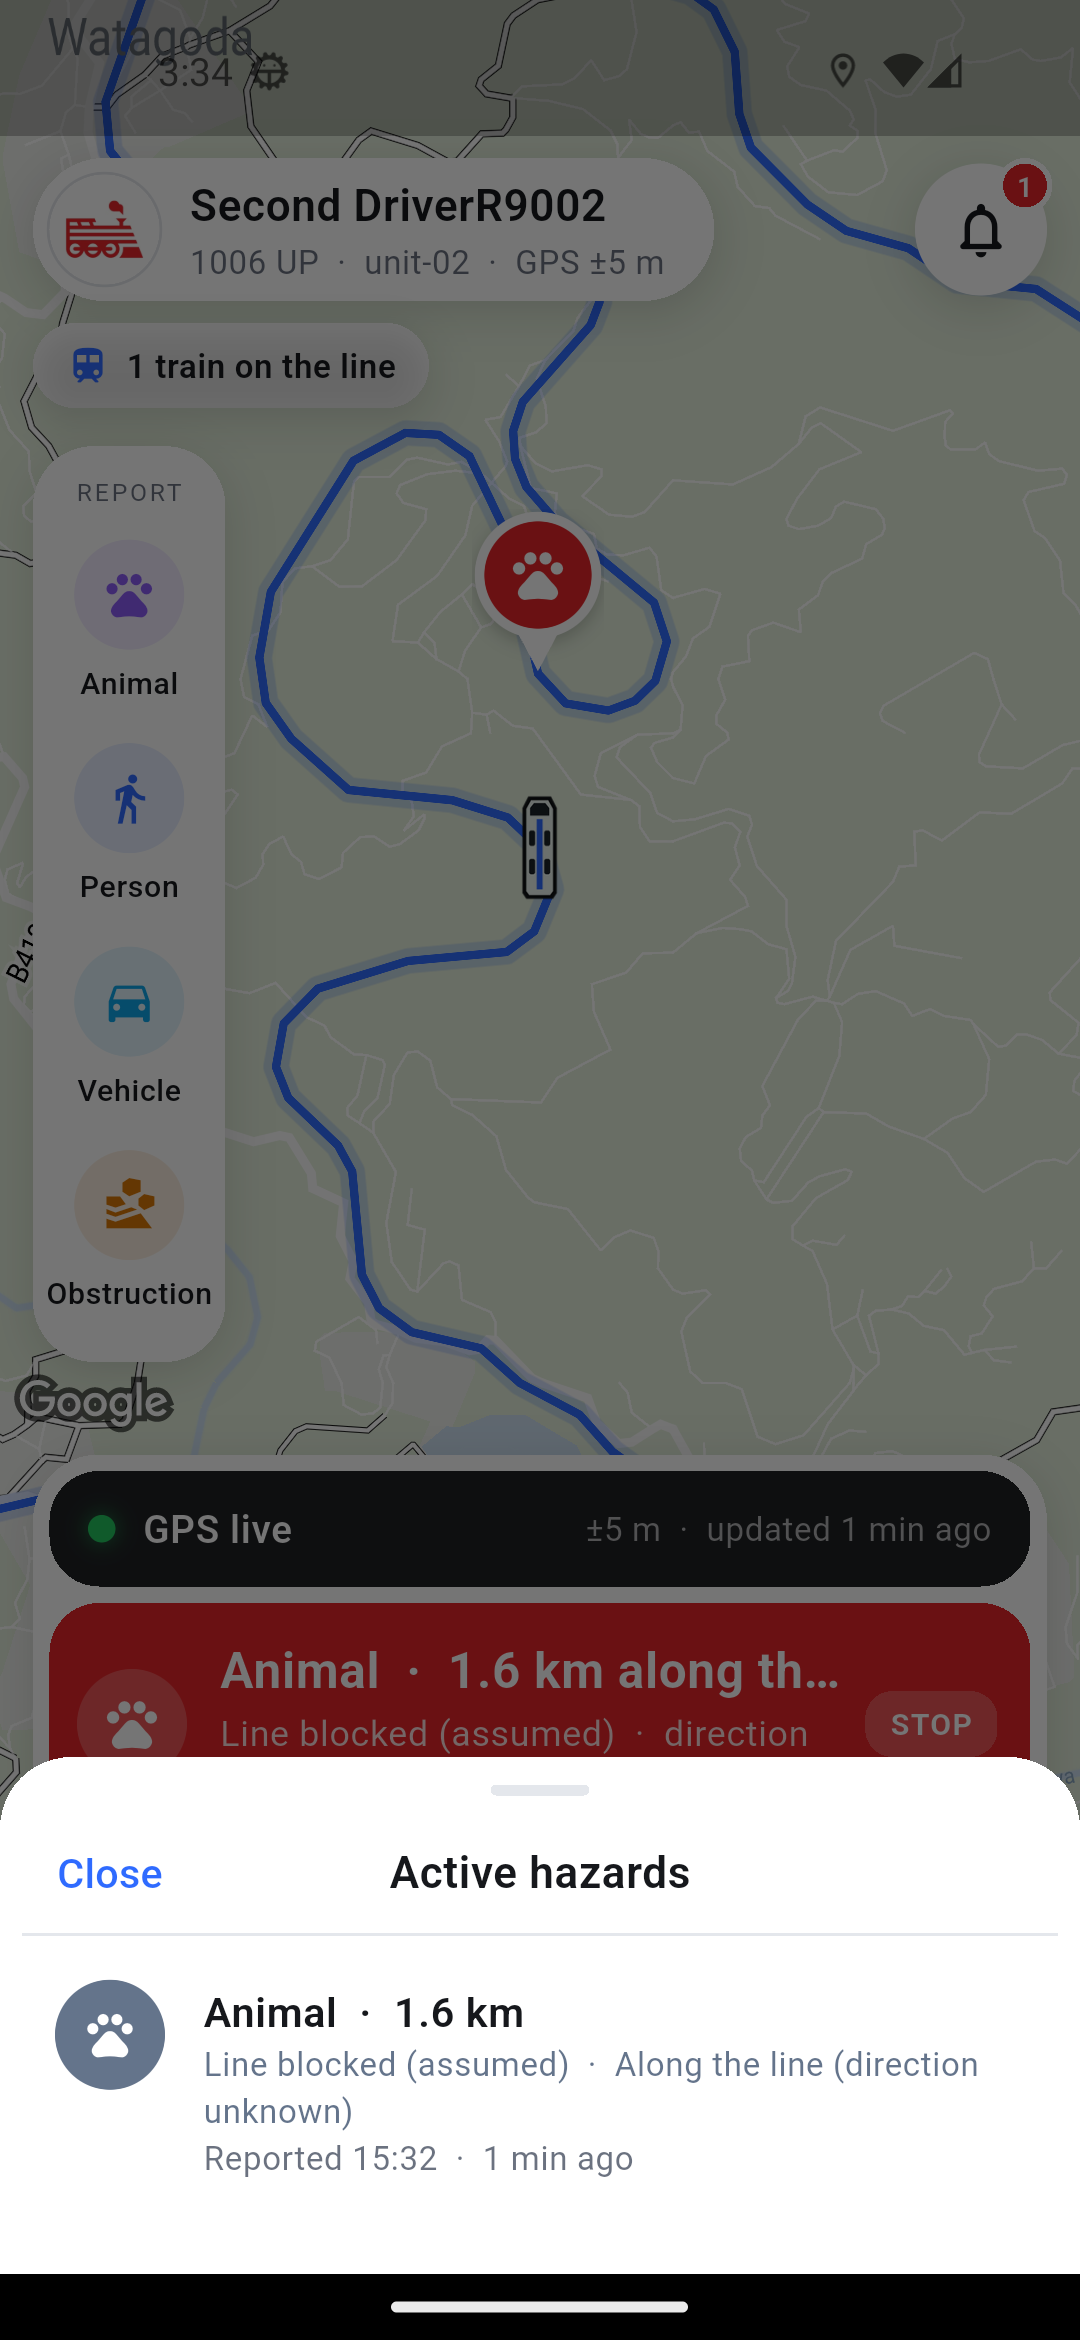 Watagoda
3:34
Second DriverR9002
1
1006 UP · unit-02 · GPS ±5 m
1 train on the line
REPORT
Animal
Person
B41
Vehicle
Obstruction
Google
GPS live
±5 m · updated 1 min ago
Animal · 1.6 km along th...
Line blocked (assumed) · direction
STOP
Close
Active hazards
Animal · 1.6 km
Line blocked (assumed) · Along the line (direction
unknown)
Reported 15:32 · 1 min ago